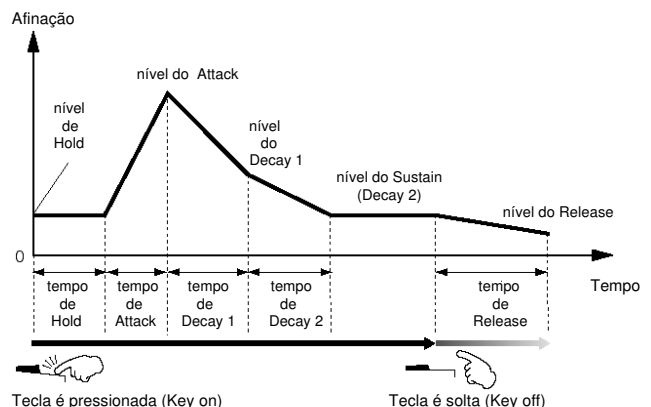 Afinação
nível do Attack
nível
de
Hold
nível
do
Decay 1
nível do Sustain
(Decay 2)
nível do Release
0
Tempo
tempo
de
Hold
tempo
de
Attack
tempo
de
Decay 1
tempo
de
Decay 2
tempo
de
Release
Tecla é pressionada (Key on)
Tecla é solta (Key off)